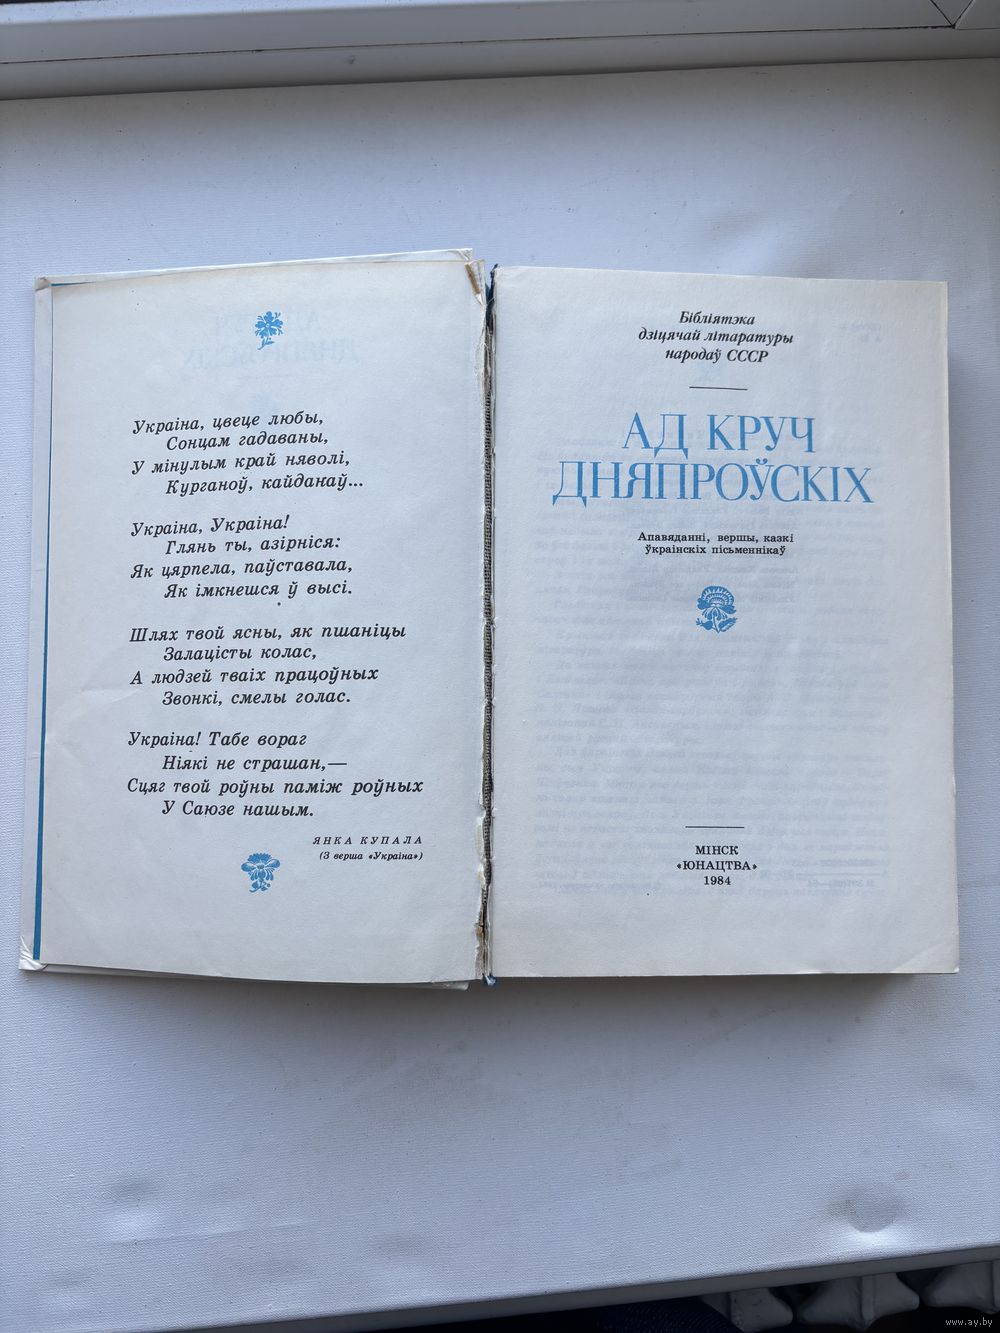 Украіна, цвеце любы,
Сонцам гадаваны,
У мінулым край няволі,
Курганоў, кайданаў...
Украіна, Украіна!
Глянь ты, азірніся:
Як цярпела, паўставала,
Як імкнешся ў высі.
Шлях твой ясны, як пшаніцы
Залацісты колас,
А людзей тваіх працоўных
Звонкі, смелы голас.
Украіна! Табе вораг
Ніякі не страшан,—
Сцяг твой роўны паміж роўных
У Саюзе нашым.
ЯНКА КУПАЛА
(З верша «Украіна»)
Бібліятэка
дзіцячай літаратуры
народаў СССР
АД КРУЧ
ДНЯПРОЎСКІХ
Апавяданні, вершы, казкі
ўкраінскіх пісьменнікаў
МІНСК
«ЮНАЦТВА»
1984
www.ay.by